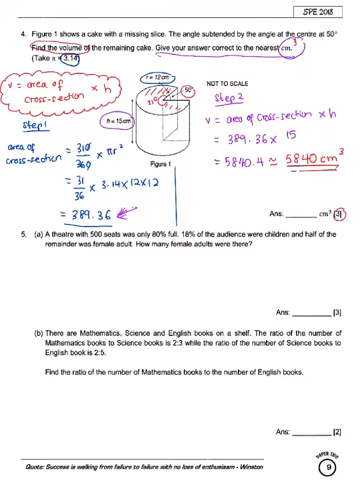 SPE 2018
4. Figure 1 shows a cake with a missing slice. The angle subtended by the angle at the centre at 50°
Find the volume of the remaining cake. Give your answer correct to the nearest cm³.
(Take π = 3.14)
v = area of cross-section × h
r = 12 cm
50°
310°
h = 15 cm
Figure 1
NOT TO SCALE
step 1
area of cross-section = 310/360 × πr²
= 31/36 × 3.14 × 12 × 12
= 389.36
step 2
v = area of cross-section × h
= 389.36 × 15
= 5840.4 ≈ 5840 cm³
Ans: ________ cm³ [3]
5. (a) A theatre with 500 seats was only 80% full. 18% of the audience were children and half of the
remainder was female adult. How many female adults were there?
Ans: __________ [3]
(b) There are Mathematics, Science and English books on a shelf. The ratio of the number of
Mathematics books to Science books is 2:3 while the ratio of the number of Science books to
English book is 2:5.
Find the ratio of the number of Mathematics books to the number of English books.
Ans: __________ [2]
Quote: Success is walking from failure to failure with no loss of enthusiasm - Winston
PAPER TWO
9